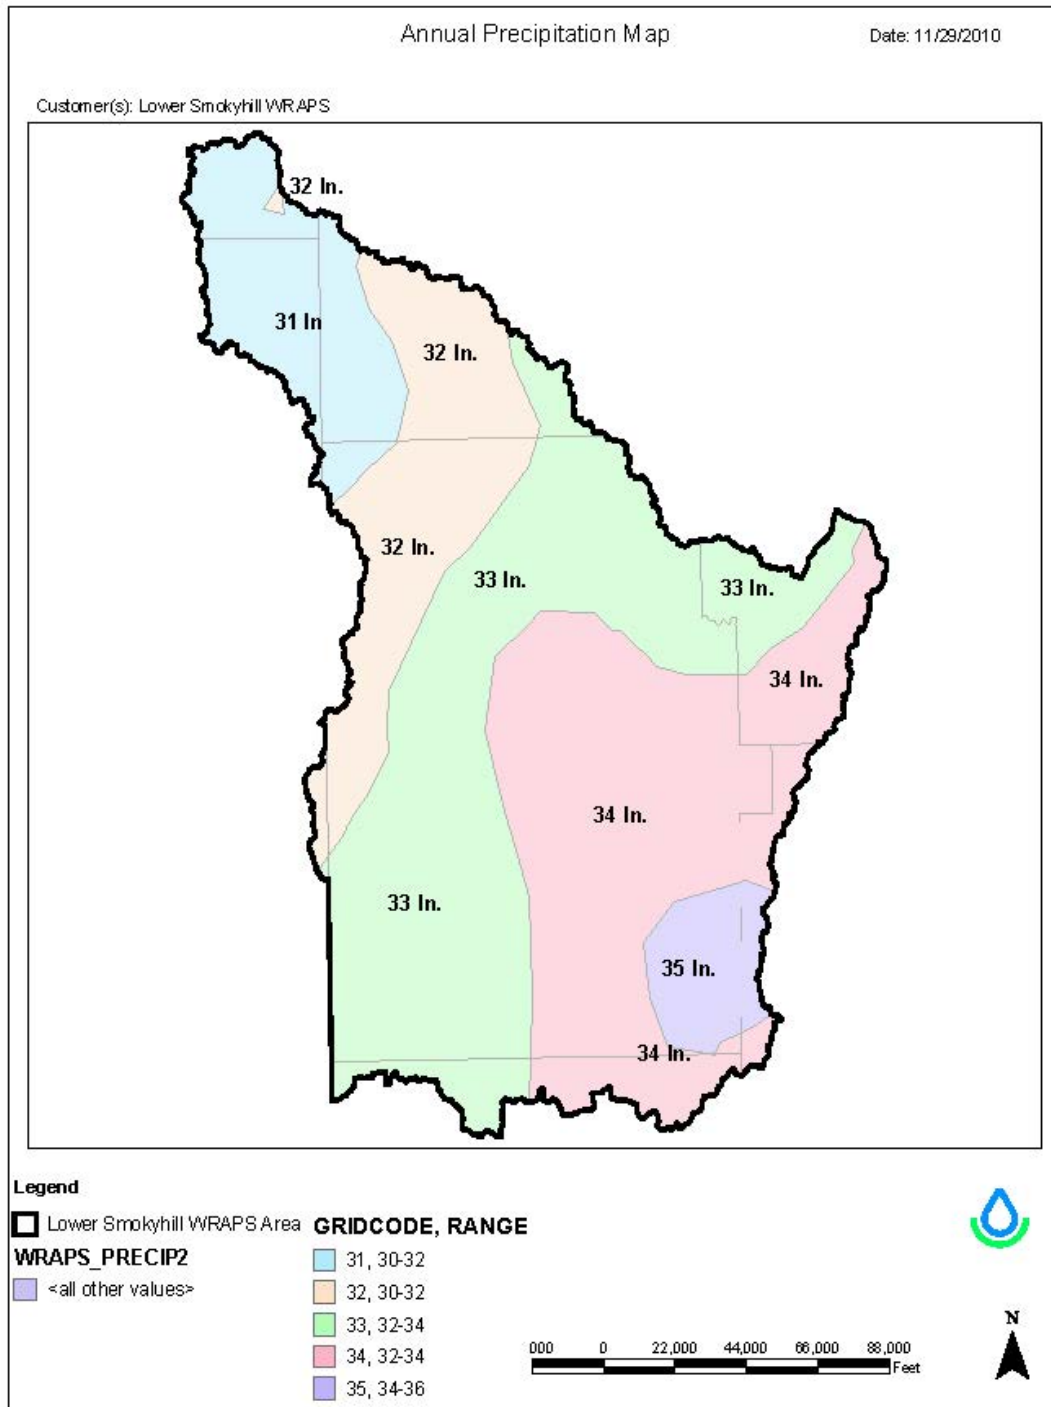 Annual Precipitation Map
Date: 11/29/2010
Customer(s): Lower Smokyhill WRAPS
32 In.
31 In
32 In.
32 In.
33 In.
33 In.
34 In.
34 In.
33 In.
35 In.
34 In.
Legend
Lower Smokyhill WRAPS Area
WRAPS_PRECIP2
<all other values>
GRIDCODE, RANGE
31, 30-32
32, 30-32
33, 32-34
34, 32-34
35, 34-36
000 0 22,000 44,000 66,000 88,000
Feet
N